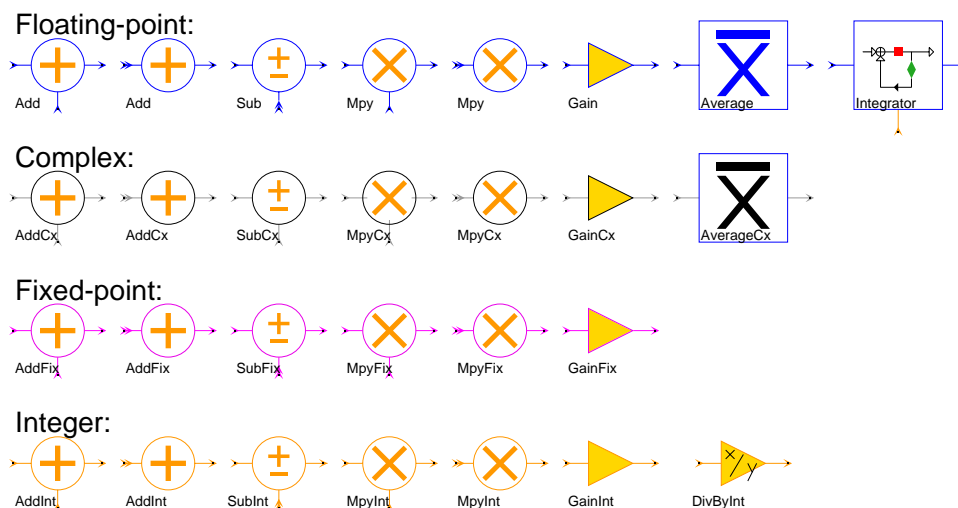 Floating-point:
Add Add Sub Mpy Mpy Gain Average Integrator
Complex:
AddCx AddCx SubCx MpyCx MpyCx GainCx AverageCx
Fixed-point:
AddFix AddFix SubFix MpyFix MpyFix GainFix
Integer:
x/y
AddInt AddInt SubInt MpyInt MpyInt GainInt DivByInt